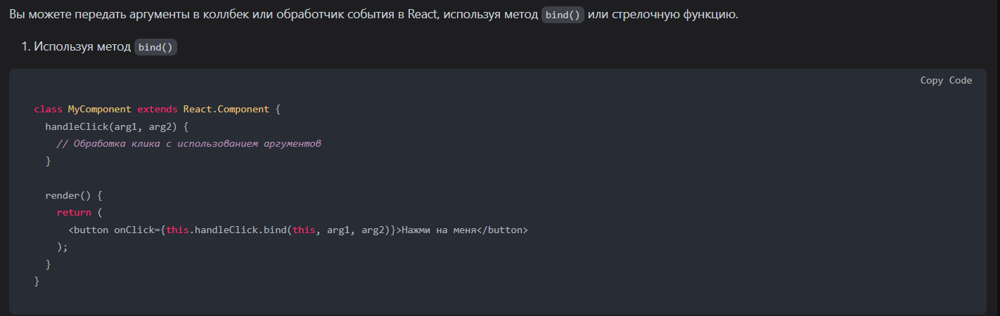 Вы можете передать аргументы в коллбек или обработчик события в React, используя метод bind() или стрелочную функцию.
1. Используя метод bind()
Copy Code
class MyComponent extends React.Component {
  handleClick(arg1, arg2) {
    // Обработка клика с использованием аргументов
  }
  render() {
    return (
      <button onClick={this.handleClick.bind(this, arg1, arg2)}>Нажми на меня</button>
    );
  }
}